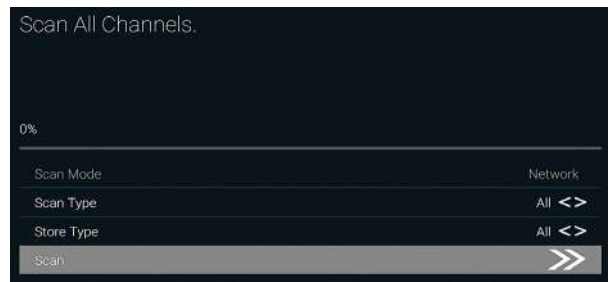 Scan All Channels.
0%
Scan Mode Network
Scan Type All <>
Store Type All <>
Scan